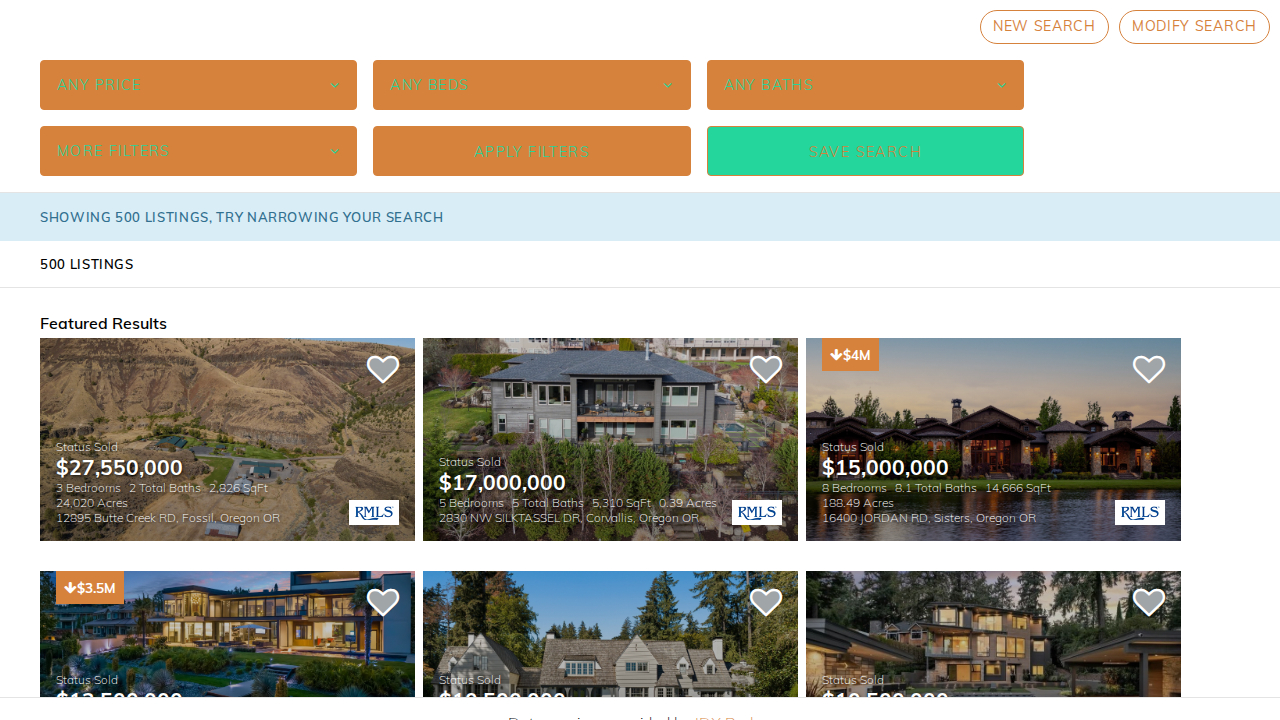 NEW SEARCH
MODIFY SEARCH
ANY PRICE
ANY BEDS
ANY BATHS
MORE FILTERS
APPLY FILTERS
SAVE SEARCH
SHOWING 500 LISTINGS, TRY NARROWING YOUR SEARCH
500 LISTINGS
Featured Results
Status Sold
$27,550,000
3 Bedrooms 2 Total Baths 2,826 SqFt
24,020 Acres
12895 Butte Creek RD, Fossil, Oregon OR
RMLS
Status Sold
$17,000,000
5 Bedrooms 5 Total Baths 5,310 SqFt 0.39 Acres
2830 NW SILKTASSEL DR, Corvallis, Oregon OR
RMLS
$4M
Status Sold
$15,000,000
8 Bedrooms 8.1 Total Baths 14,666 SqFt
188.49 Acres
16400 JORDAN RD, Sisters, Oregon OR
RMLS
$3.5M
Status Sold
Status Sold
Status Sold